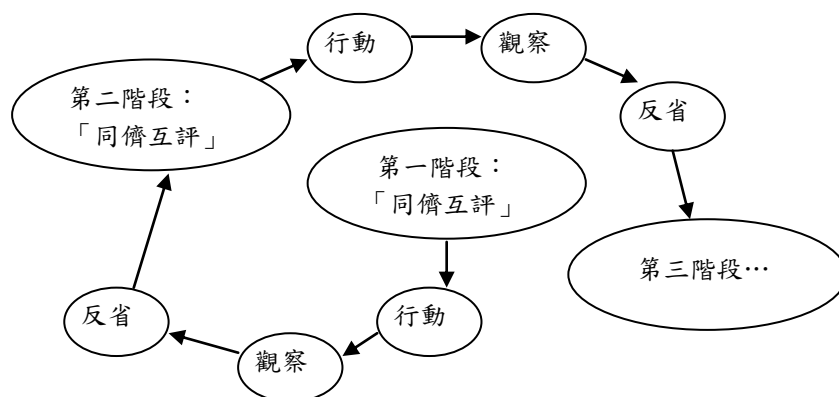 第一階段：
「同儕互評」
行動
觀察
反省
第二階段：
「同儕互評」
行動
觀察
反省
第三階段…